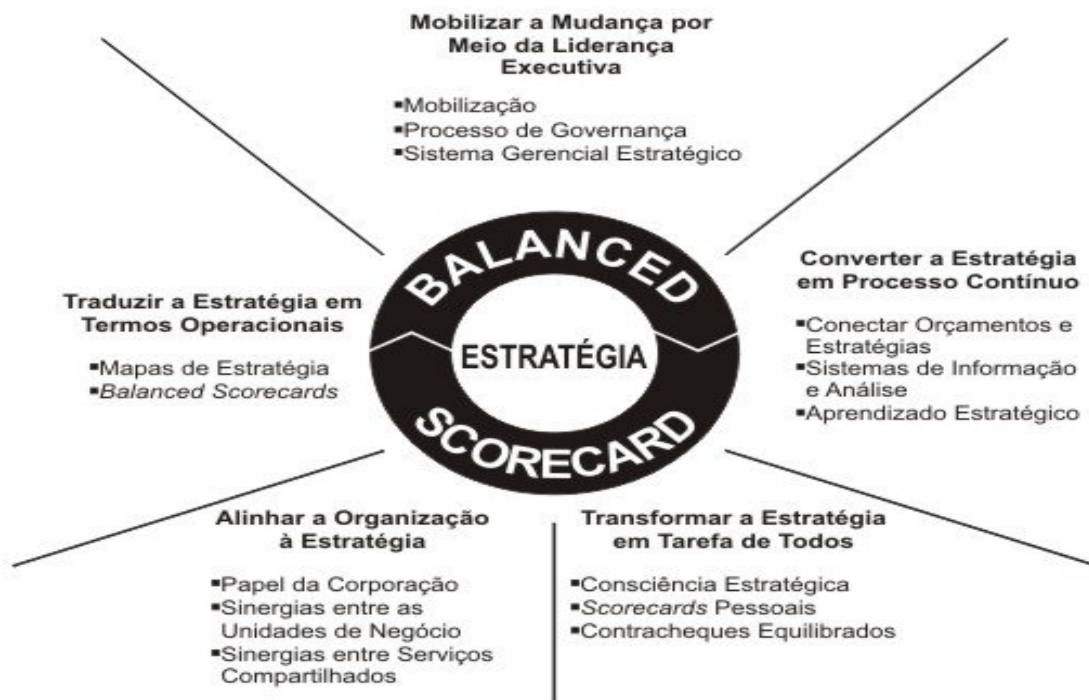 Mobilizar a Mudança por
Meio da Liderança
Executiva
▪Mobilização
▪Processo de Governança
▪Sistema Gerencial Estratégico
BALANCED
ESTRATÉGIA
SCORECARD
Traduzir a Estratégia em
Termos Operacionais
▪Mapas de Estratégia
▪Balanced Scorecards
Converter a Estratégia
em Processo Contínuo
▪Conectar Orçamentos e
Estratégias
▪Sistemas de Informação
e Análise
▪Aprendizado Estratégico
Alinhar a Organização
à Estratégia
▪Papel da Corporação
▪Sinergias entre as
Unidades de Negócio
▪Sinergias entre Serviços
Compartilhados
Transformar a Estratégia
em Tarefa de Todos
▪Consciência Estratégica
▪Scorecards Pessoais
▪Contracheques Equilibrados